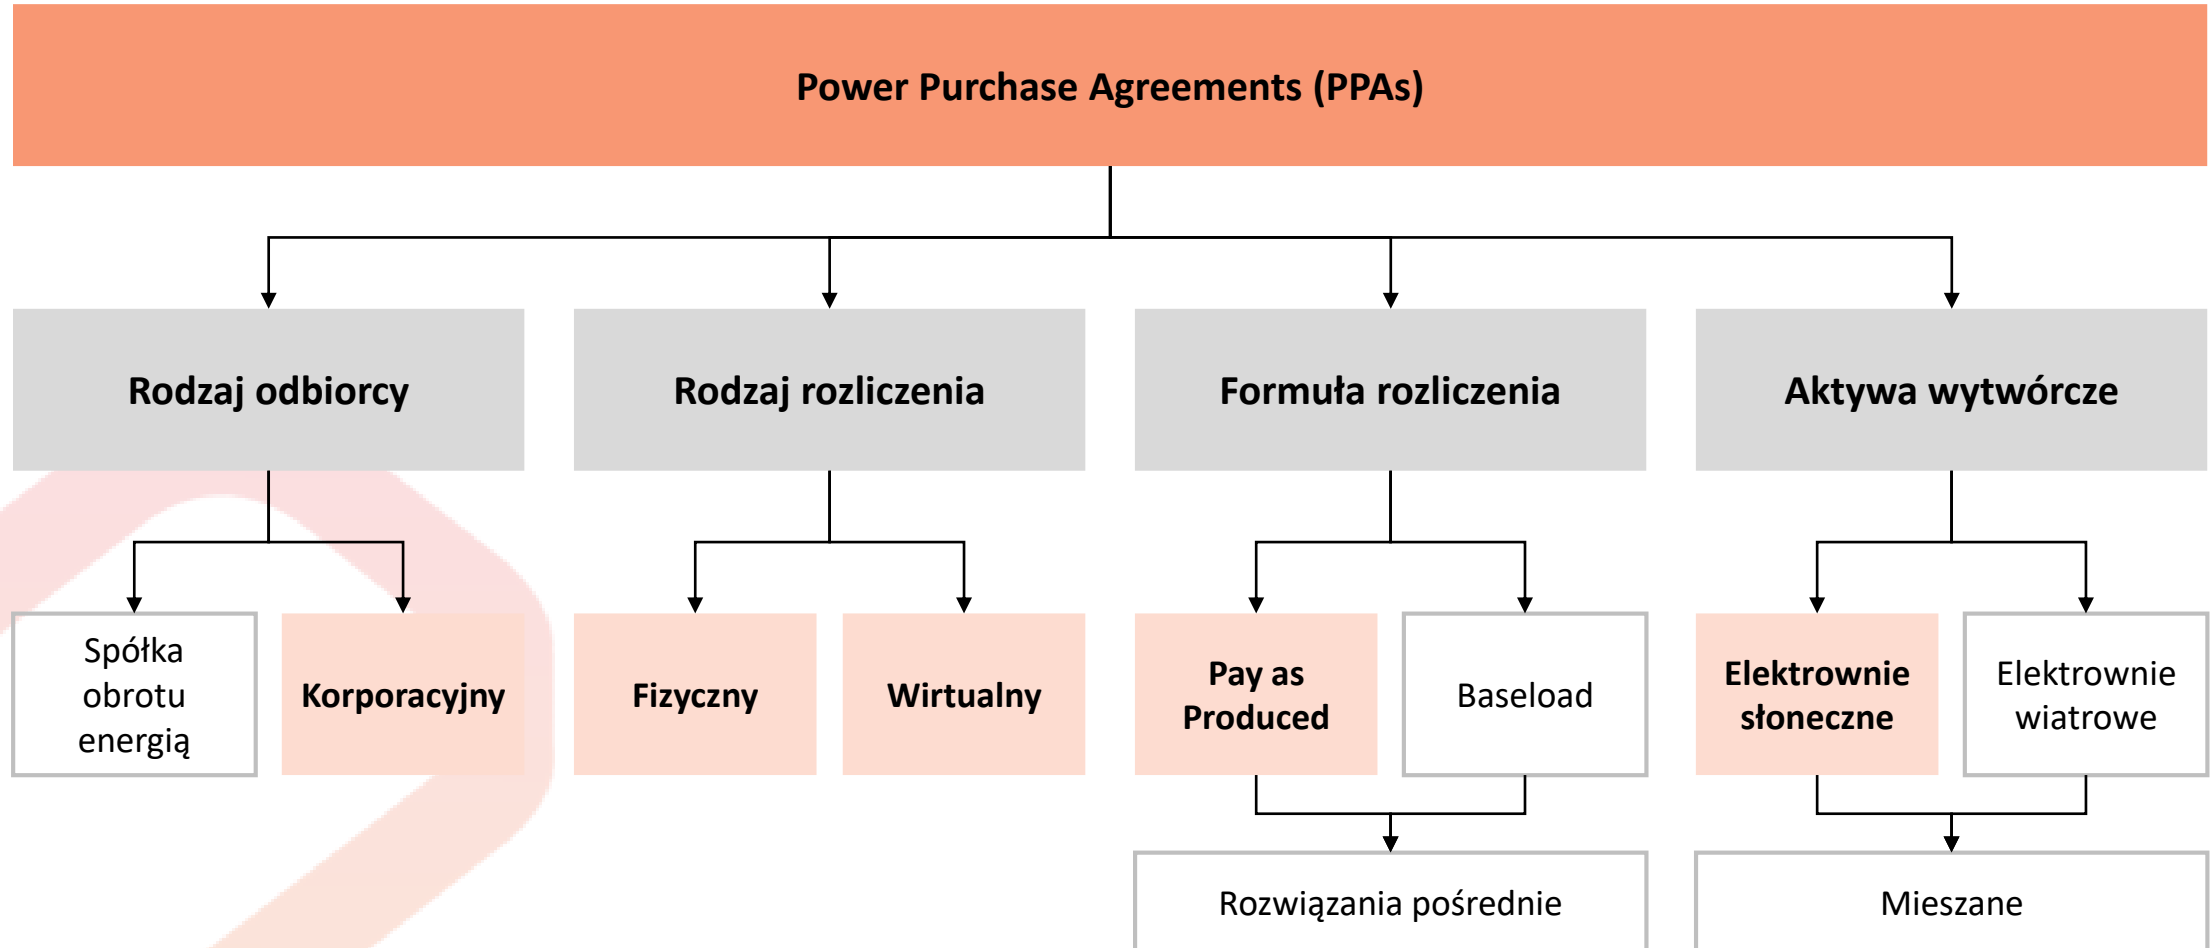 Power Purchase Agreements (PPAs)
Rodzaj odbiorcy
Rodzaj rozliczenia
Formuła rozliczenia
Aktywa wytwórcze
Spółka
obrotu
energią
Korporacyjny
Fizyczny
Wirtualny
Pay as
Produced
Baseload
Elektrownie
słoneczne
Elektrownie
wiatrowe
Rozwiązania pośrednie
Mieszane